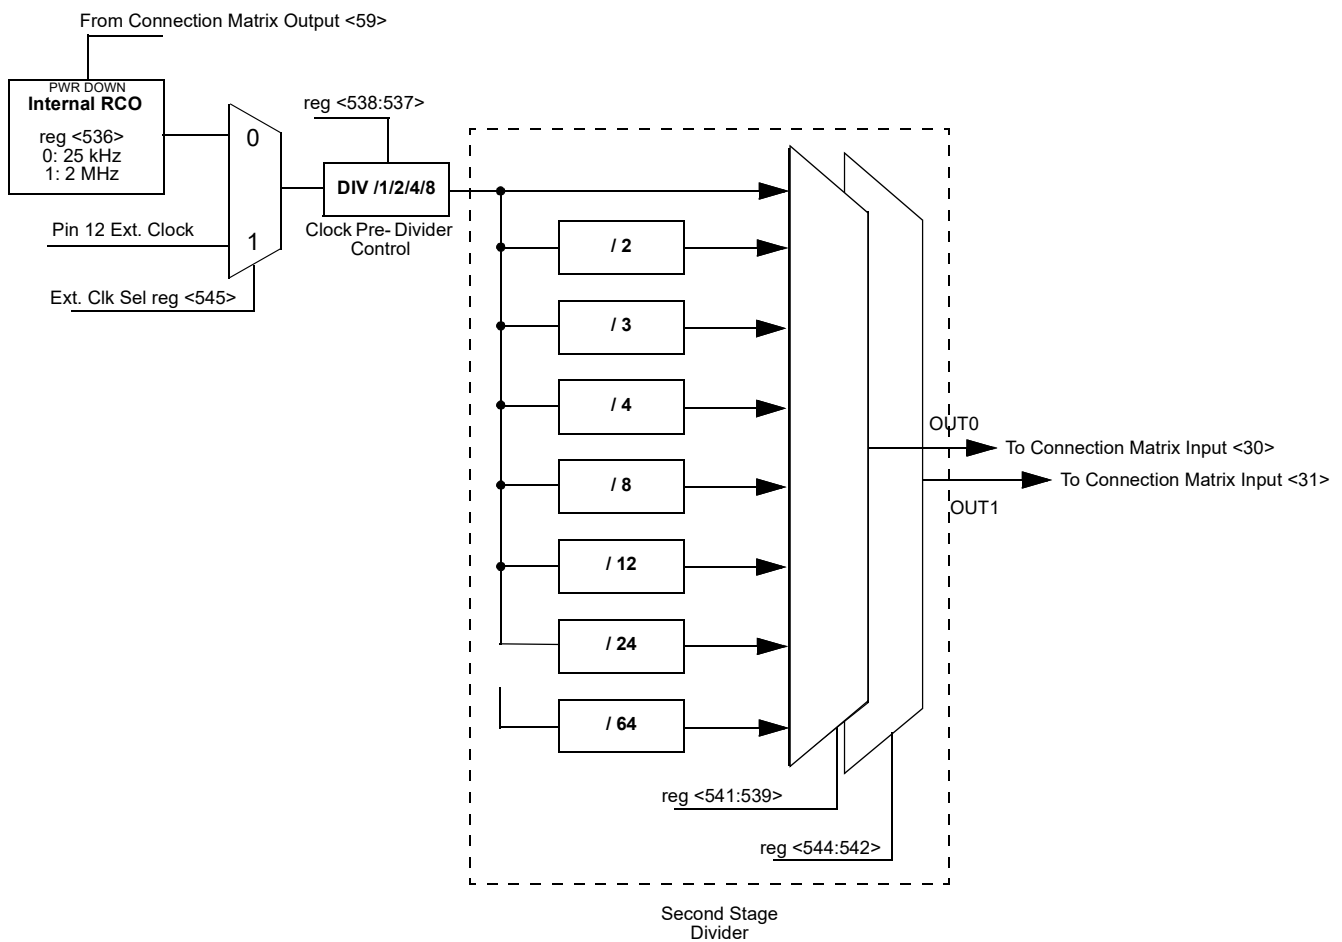 From Connection Matrix Output <59>
PWR DOWN
Internal RCO
reg <536>
0: 25 kHz
1: 2 MHz
0
1
Pin 12 Ext. Clock
Ext. Clk Sel reg <545>
reg <538:537>
DIV /1/2/4/8
Clock Pre- Divider
Control
/ 2
/ 3
/ 4
/ 8
/ 12
/ 24
/ 64
OUT0
To Connection Matrix Input <30>
To Connection Matrix Input <31>
OUT1
reg <541:539>
reg <544:542>
Second Stage
Divider